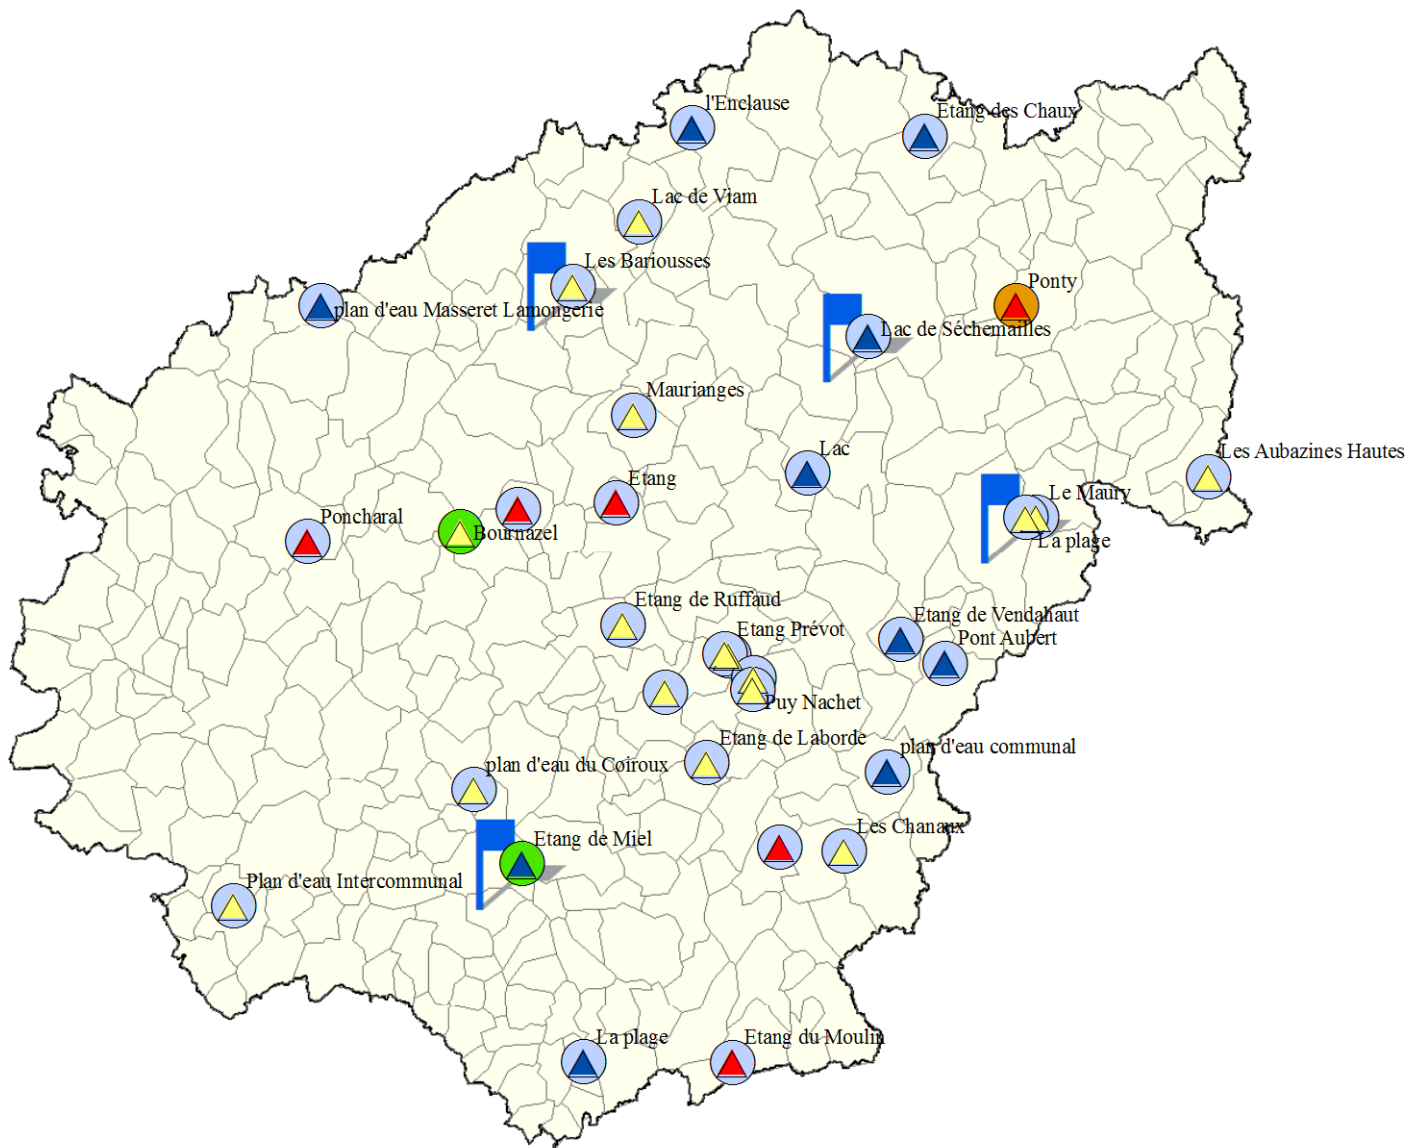 l'Enclause
Etang des Chaux
Lac de Viam
Les Bariousses
Ponty
plan d'eau Masseret Lamongerie
Lac de Séchemailles
Maurianges
Lac
Les Aubazines Hautes
Etang
Le Maury
Poncharal
Bournazel
La plage
Etang de Ruffaud
Etang de Vendahaut
Etang Prévot
Pont Aubert
Puy Nachet
Etang de Laborde
plan d'eau communal
plan d'eau du Coiroux
Les Chanaux
Etang de Miel
Plan d'eau Intercommunal
La plage
Etang du Moulin